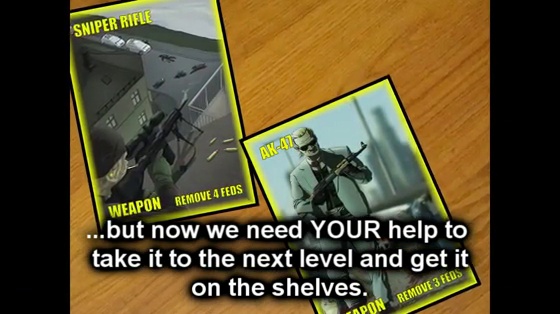 SNIPER RIFLE
WEAPON REMOVE 4 FEDS
AK-47
...but now we need YOUR help to
take it to the next level and get it
on the shelves.
WEAPON REMOVE 3 FEDS